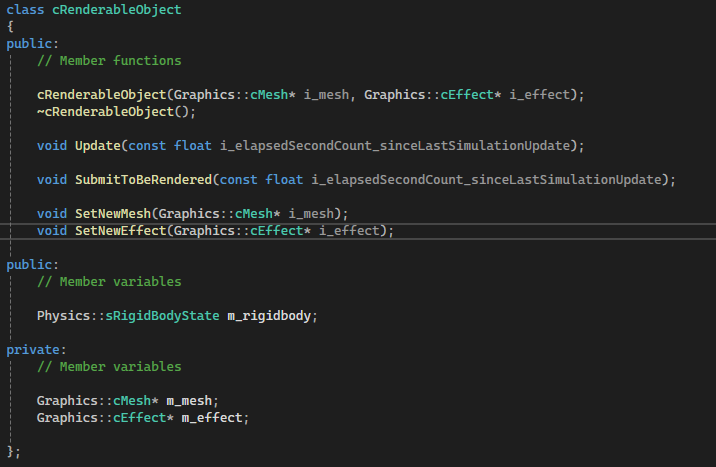 class cRenderableObject
{
public:
// Member functions
cRenderableObject(Graphics::cMesh* i_mesh, Graphics::cEffect* i_effect);
~cRenderableObject();
void Update(const float i_elapsedSecondCount_sinceLastSimulationUpdate);
void SubmitToBeRendered(const float i_elapsedSecondCount_sinceLastSimulationUpdate);
void SetNewMesh(Graphics::cMesh* i_mesh);
void SetNewEffect(Graphics::cEffect* i_effect);
public:
// Member variables
Physics::sRigidBodyState m_rigidbody;
private:
// Member variables
Graphics::cMesh* m_mesh;
Graphics::cEffect* m_effect;
};